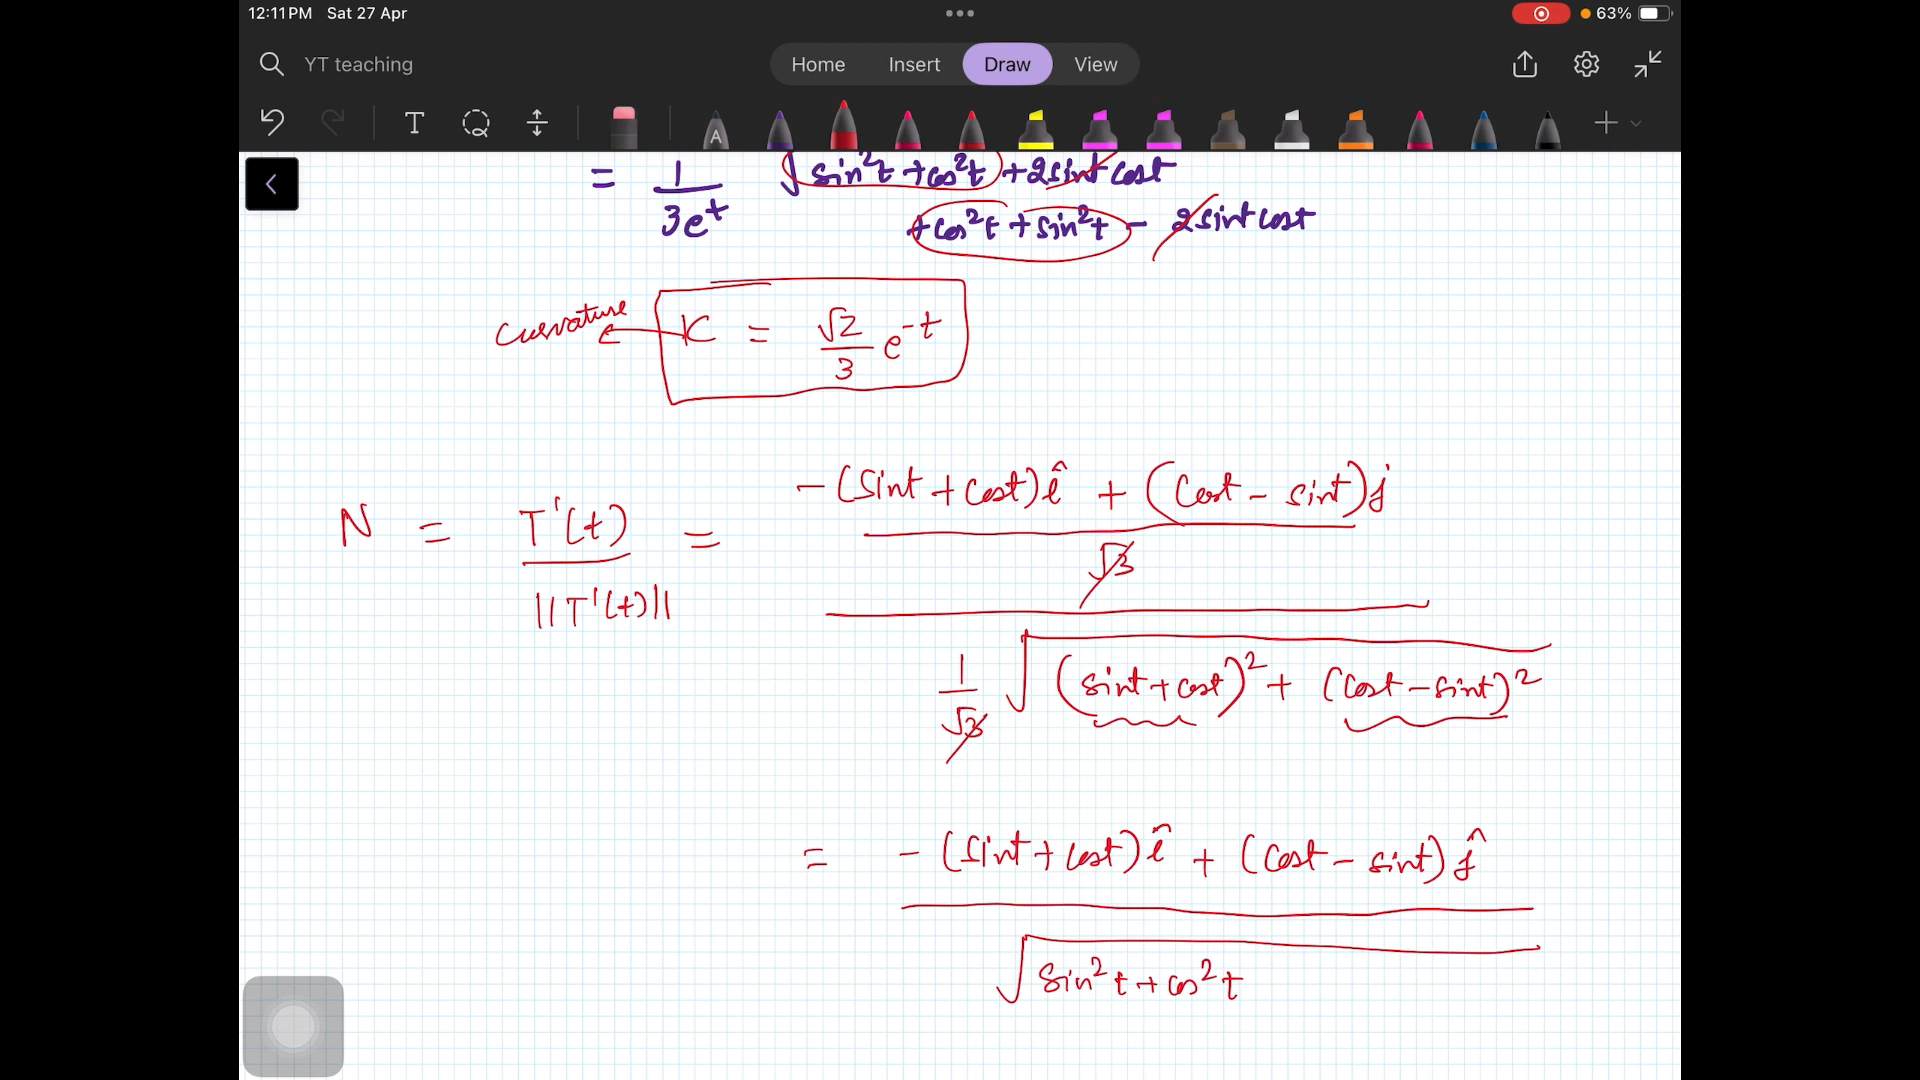 12:11 PM Sat 27 Apr 63%
YT teaching Home Insert Draw View
T A
= 1 √sin²t + cos²t + 2sint cost
3eᵗ + cos²t + sin²t - 2sint cost
curvature K = √2 e⁻ᵗ
3
-(sint + cost)î + (cost - sint)j
N = T'(t) =
√3
||T'(t)||
1 √(sint + cost)² + (cost - sint)²
√3
= -(sint + cost)î + (cost - sint)ĵ
√sin²t + cos²t